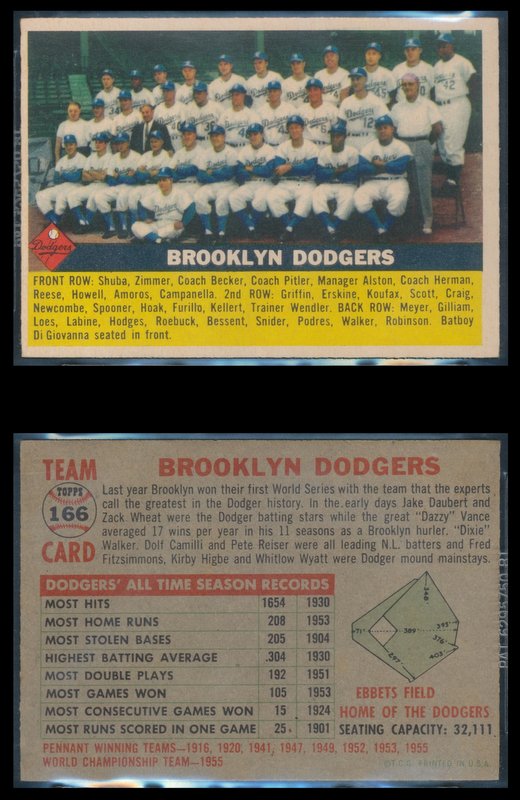 Dodgers
BROOKLYN DODGERS
FRONT ROW: Shuba, Zimmer, Coach Becker, Coach Pitler, Manager Alston, Coach Herman,
Reese, Howell, Amoros, Campanella. 2nd ROW: Griffin, Erskine, Koufax, Scott, Craig,
Newcombe, Spooner, Hoak, Furillo, Kellert, Trainer Wendler. BACK ROW: Meyer, Gilliam,
Loes, Labine, Hodges, Roebuck, Bessent, Snider, Podres, Walker, Robinson. Batboy
Di Giovanna seated in front.
TEAM
TOPPS
166
CARD
BROOKLYN DODGERS
Last year Brooklyn won their first World Series with the team that the experts
call the greatest in the Dodger history. In the early days Jake Daubert and
Zack Wheat were the Dodger batting stars while the great "Dazzy" Vance
averaged 17 wins per year in his 11 seasons as a Brooklyn hurler. "Dixie"
Walker. Dolf Camilli and Pete Reiser were all leading N.L. batters and Fred
Fitzsimmons, Kirby Higbe and Whitlow Wyatt were Dodger mound mainstays.
DODGERS' ALL TIME SEASON RECORDS
MOST HITS 1654 1930
MOST HOME RUNS 208 1953
MOST STOLEN BASES 205 1904
HIGHEST BATTING AVERAGE .304 1930
MOST DOUBLE PLAYS 192 1951
MOST GAMES WON 105 1953
MOST CONSECUTIVE GAMES WON 15 1924
MOST RUNS SCORED IN ONE GAME 25 1901
348
395'
376'
403'
389'
297'
EBBETS FIELD
HOME OF THE DODGERS
SEATING CAPACITY: 32,111
PENNANT WINNING TEAMS—1916, 1920, 1941, 1947, 1949, 1952, 1953, 1955
WORLD CHAMPIONSHIP TEAM—1955
PRINTED IN U.S.A.